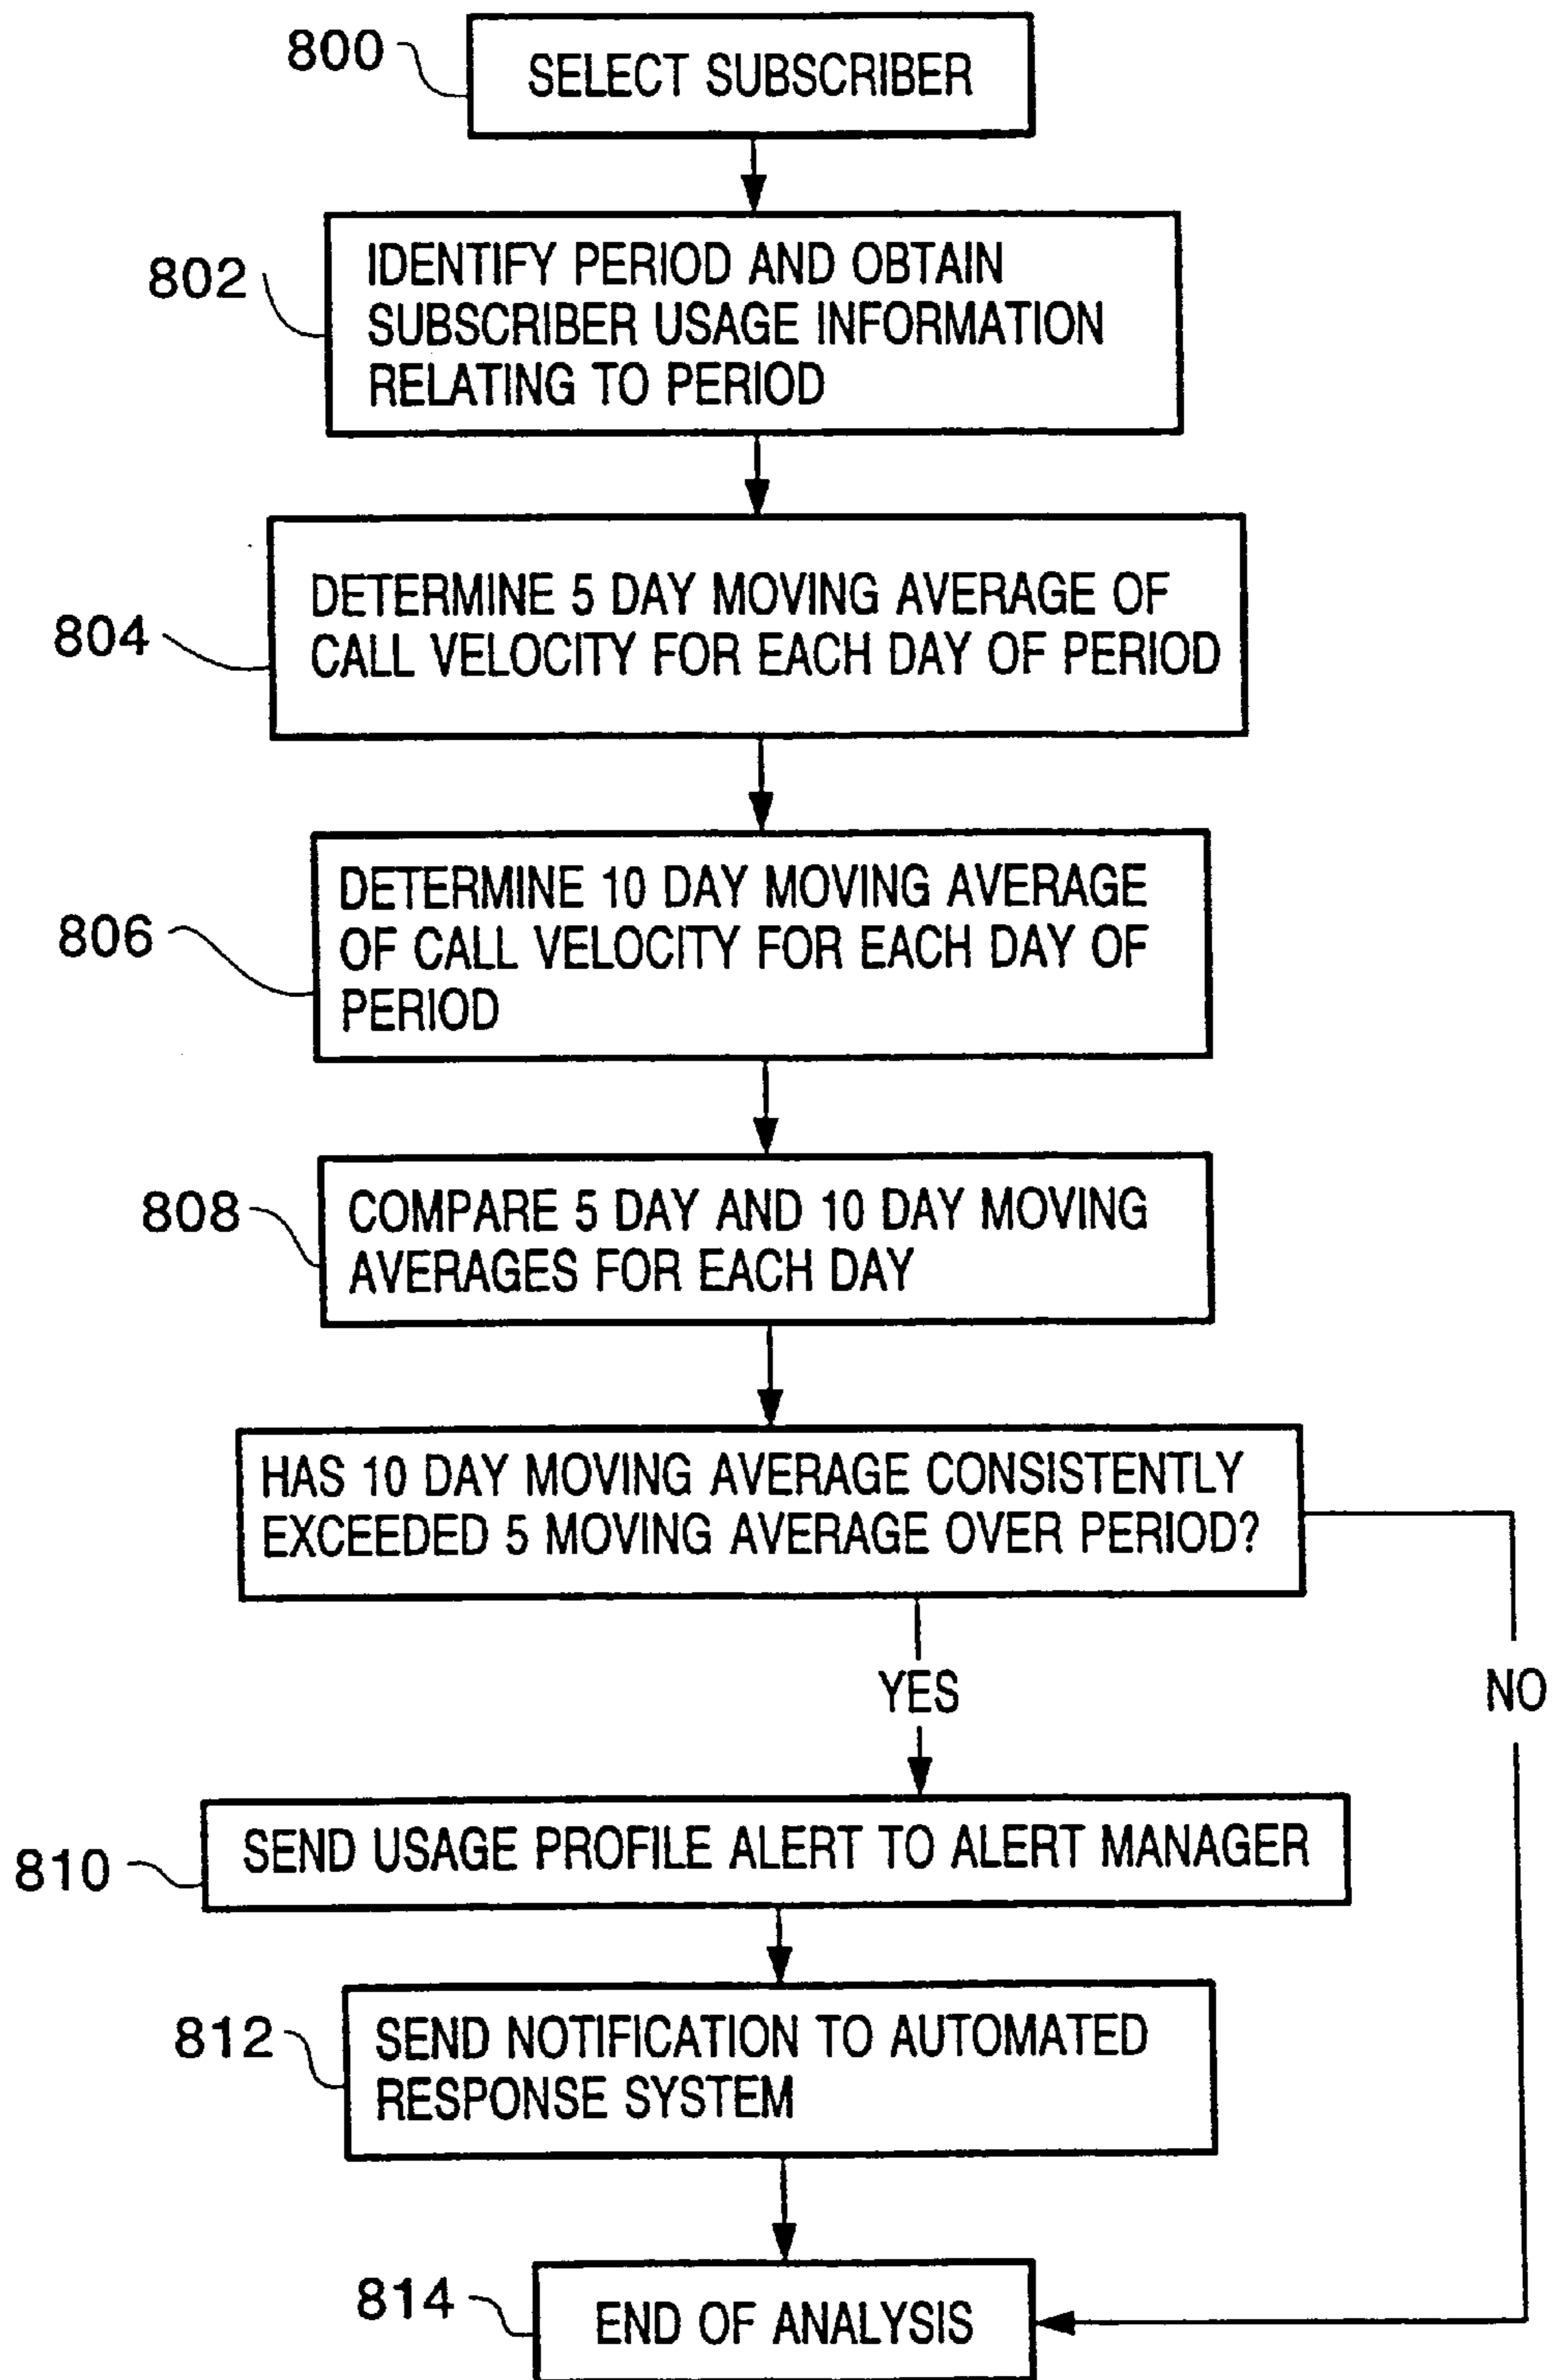 800
SELECT SUBSCRIBER
802
IDENTIFY PERIOD AND OBTAIN
SUBSCRIBER USAGE INFORMATION
RELATING TO PERIOD
804
DETERMINE 5 DAY MOVING AVERAGE OF
CALL VELOCITY FOR EACH DAY OF PERIOD
806
DETERMINE 10 DAY MOVING AVERAGE
OF CALL VELOCITY FOR EACH DAY OF
PERIOD
808
COMPARE 5 DAY AND 10 DAY MOVING
AVERAGES FOR EACH DAY
HAS 10 DAY MOVING AVERAGE CONSISTENTLY
EXCEEDED 5 MOVING AVERAGE OVER PERIOD?
YES
NO
810
SEND USAGE PROFILE ALERT TO ALERT MANAGER
812
SEND NOTIFICATION TO AUTOMATED
RESPONSE SYSTEM
814
END OF ANALYSIS